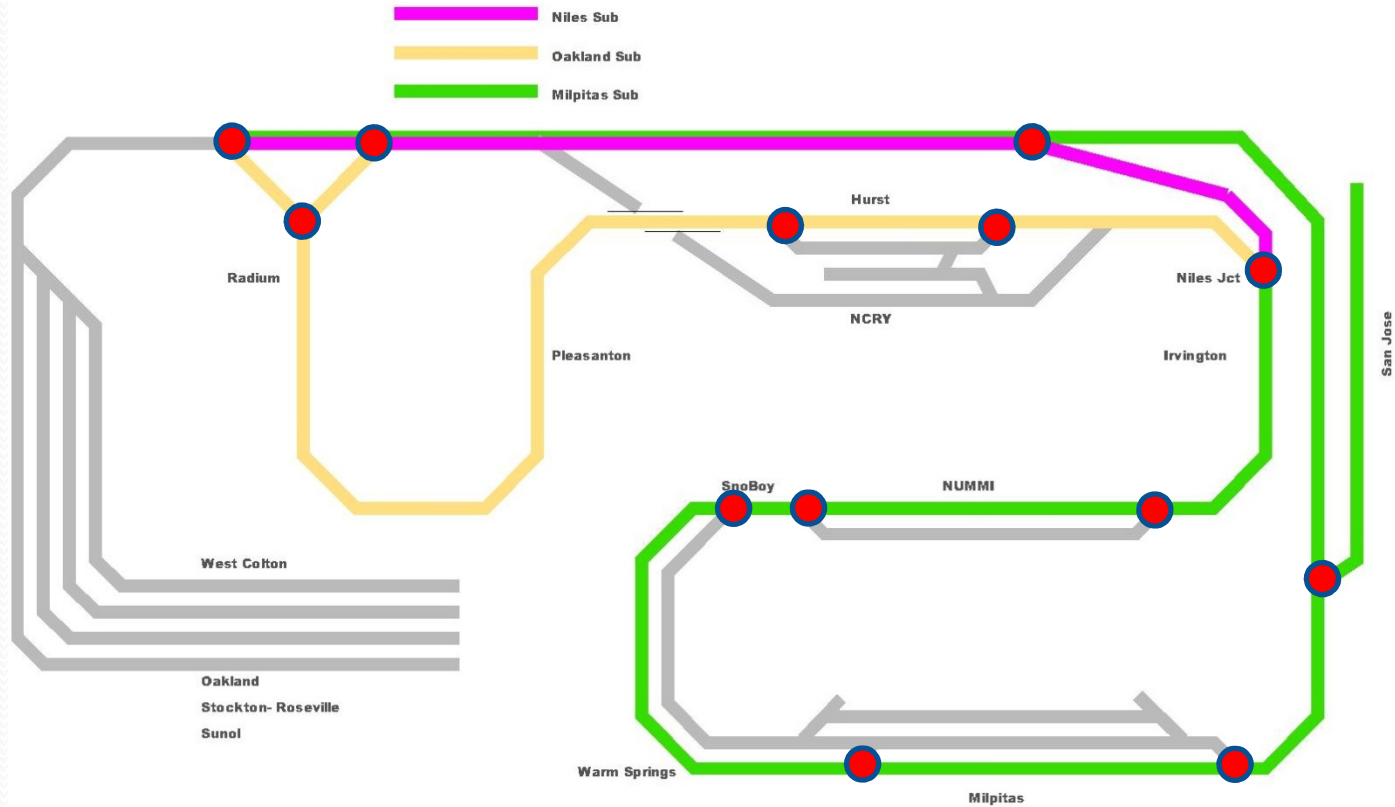 Niles Sub
Oakland Sub
Milpitas Sub
Hurst
Radium
Niles Jct
NCRY
Pleasanton
Irvington
San Jose
SnoBoy
NUMMI
West Colton
Oakland
Stockton- Roseville
Sunol
Warm Springs
Milpitas